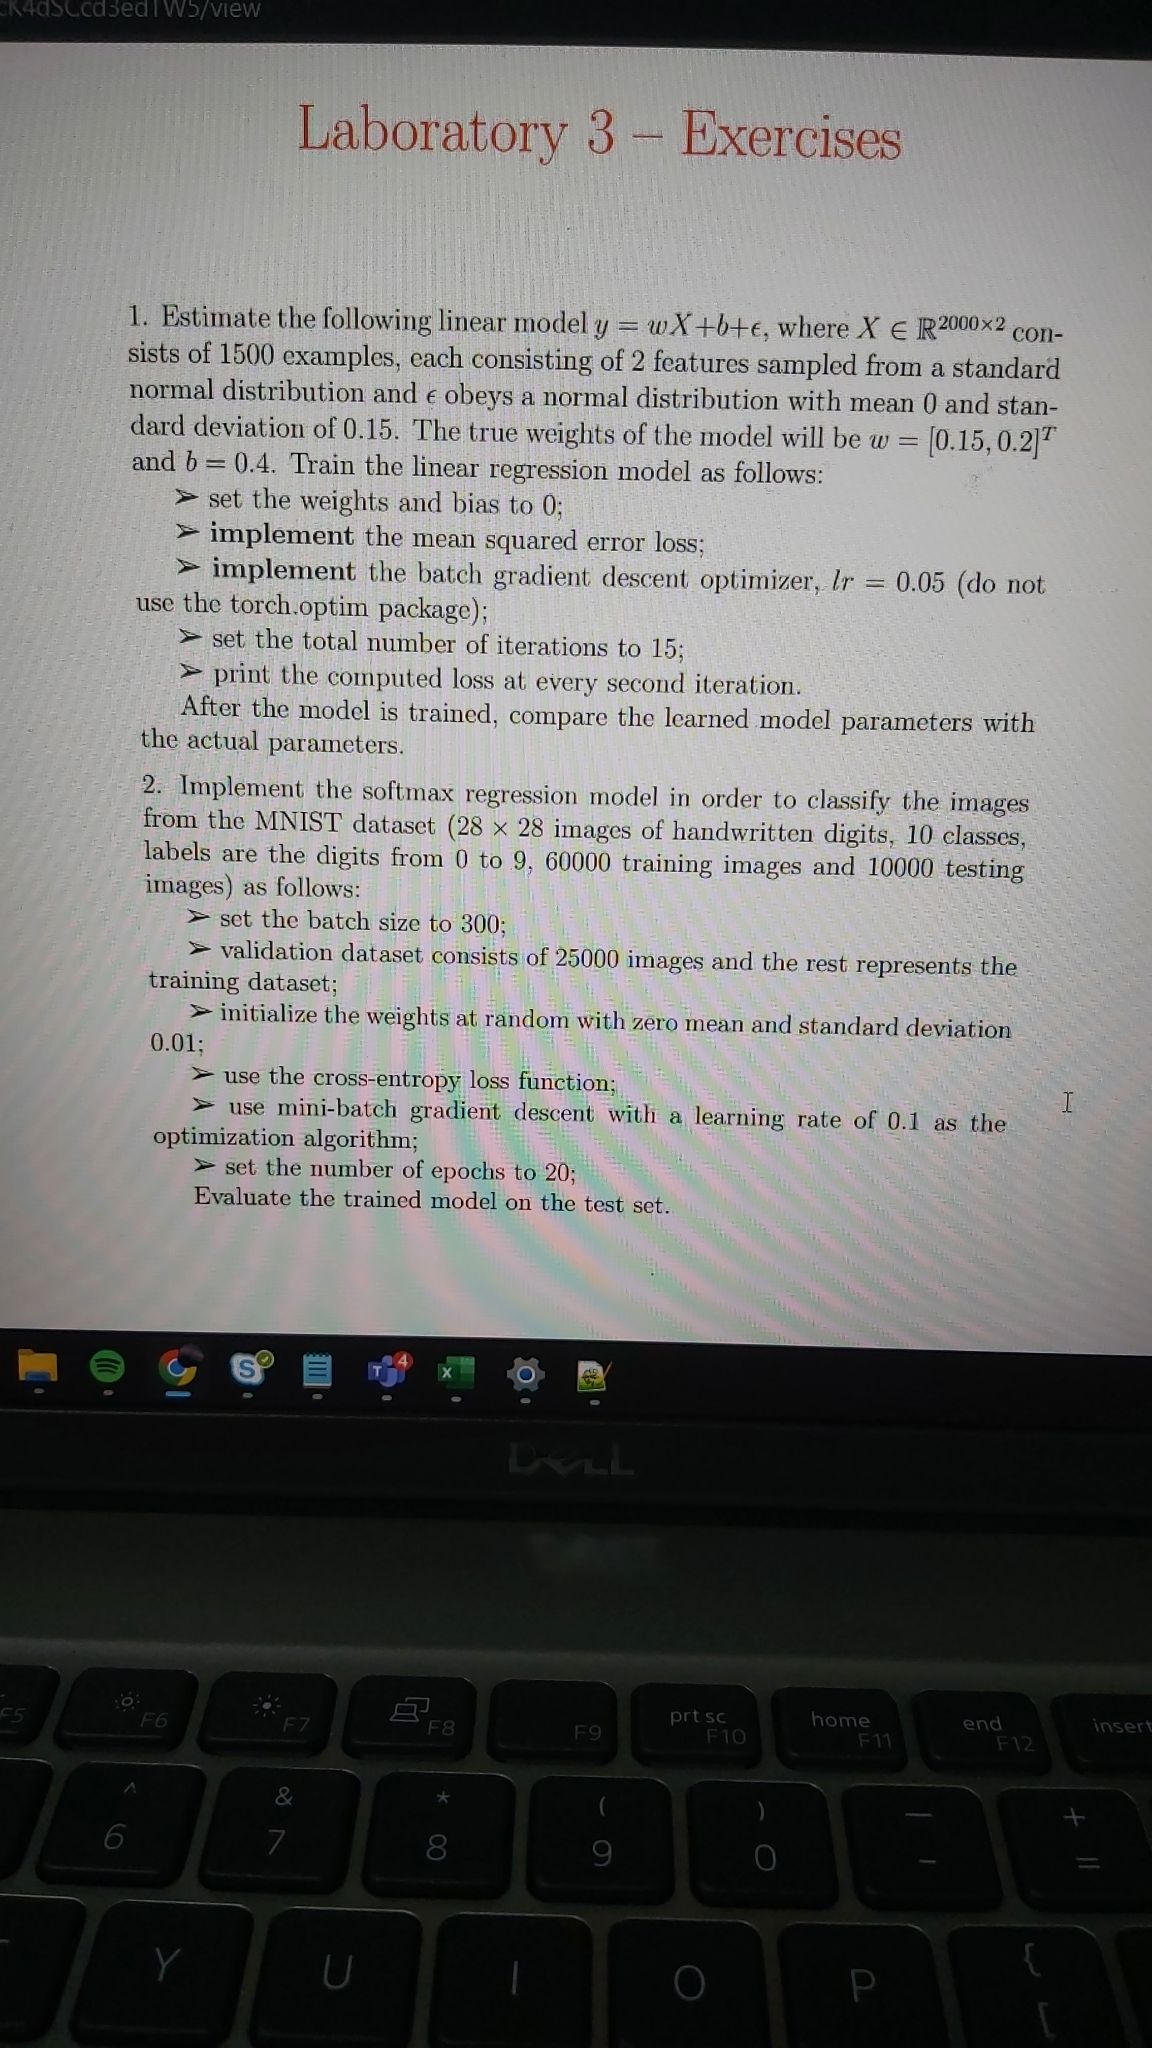 cK4dSCcd3ed1W5/view
Laboratory 3 – Exercises
1. Estimate the following linear model y = wX+b+ϵ, where X ∈ ℝ²⁰⁰⁰ˣ² con-
sists of 1500 examples, each consisting of 2 features sampled from a standard
normal distribution and ϵ obeys a normal distribution with mean 0 and stan-
dard deviation of 0.15. The true weights of the model will be w = [0.15, 0.2]ᵀ
and b = 0.4. Train the linear regression model as follows:
➢ set the weights and bias to 0;
➢ implement the mean squared error loss;
➢ implement the batch gradient descent optimizer, lr = 0.05 (do not
use the torch.optim package);
➢ set the total number of iterations to 15;
➢ print the computed loss at every second iteration.
After the model is trained, compare the learned model parameters with
the actual parameters.
2. Implement the softmax regression model in order to classify the images
from the MNIST dataset (28 × 28 images of handwritten digits, 10 classes,
labels are the digits from 0 to 9, 60000 training images and 10000 testing
images) as follows:
➢ set the batch size to 300;
➢ validation dataset consists of 25000 images and the rest represents the
training dataset;
➢ initialize the weights at random with zero mean and standard deviation
0.01;
➢ use the cross-entropy loss function;
➢ use mini-batch gradient descent with a learning rate of 0.1 as the
optimization algorithm;
➢ set the number of epochs to 20;
Evaluate the trained model on the test set.
S T 4 X
DELL
F5 F6 F7 F8 F9 prt sc F10 home F11 end F12 insert
^ 6 & 7 * 8 ( 9 ) 0 — - + =
Y U I O P { [